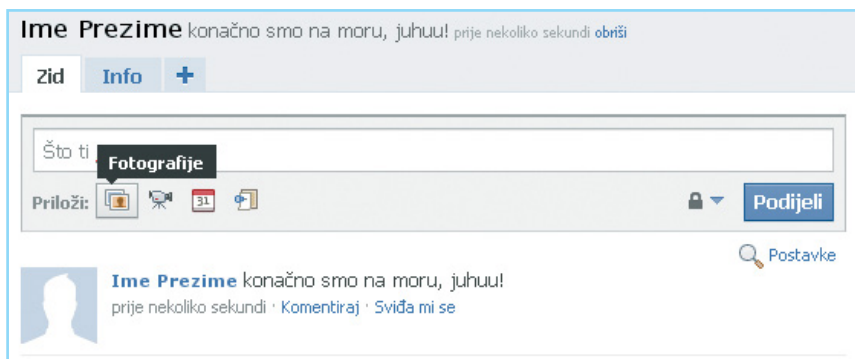 Ime Prezime konačno smo na moru, juhuu! prije nekoliko sekundi obriši
Zid Info +
Što ti
Fotografije
Priloži: 31 Podijeli
Postavke
Ime Prezime konačno smo na moru, juhuu!
prije nekoliko sekundi · Komentiraj · Sviđa mi se